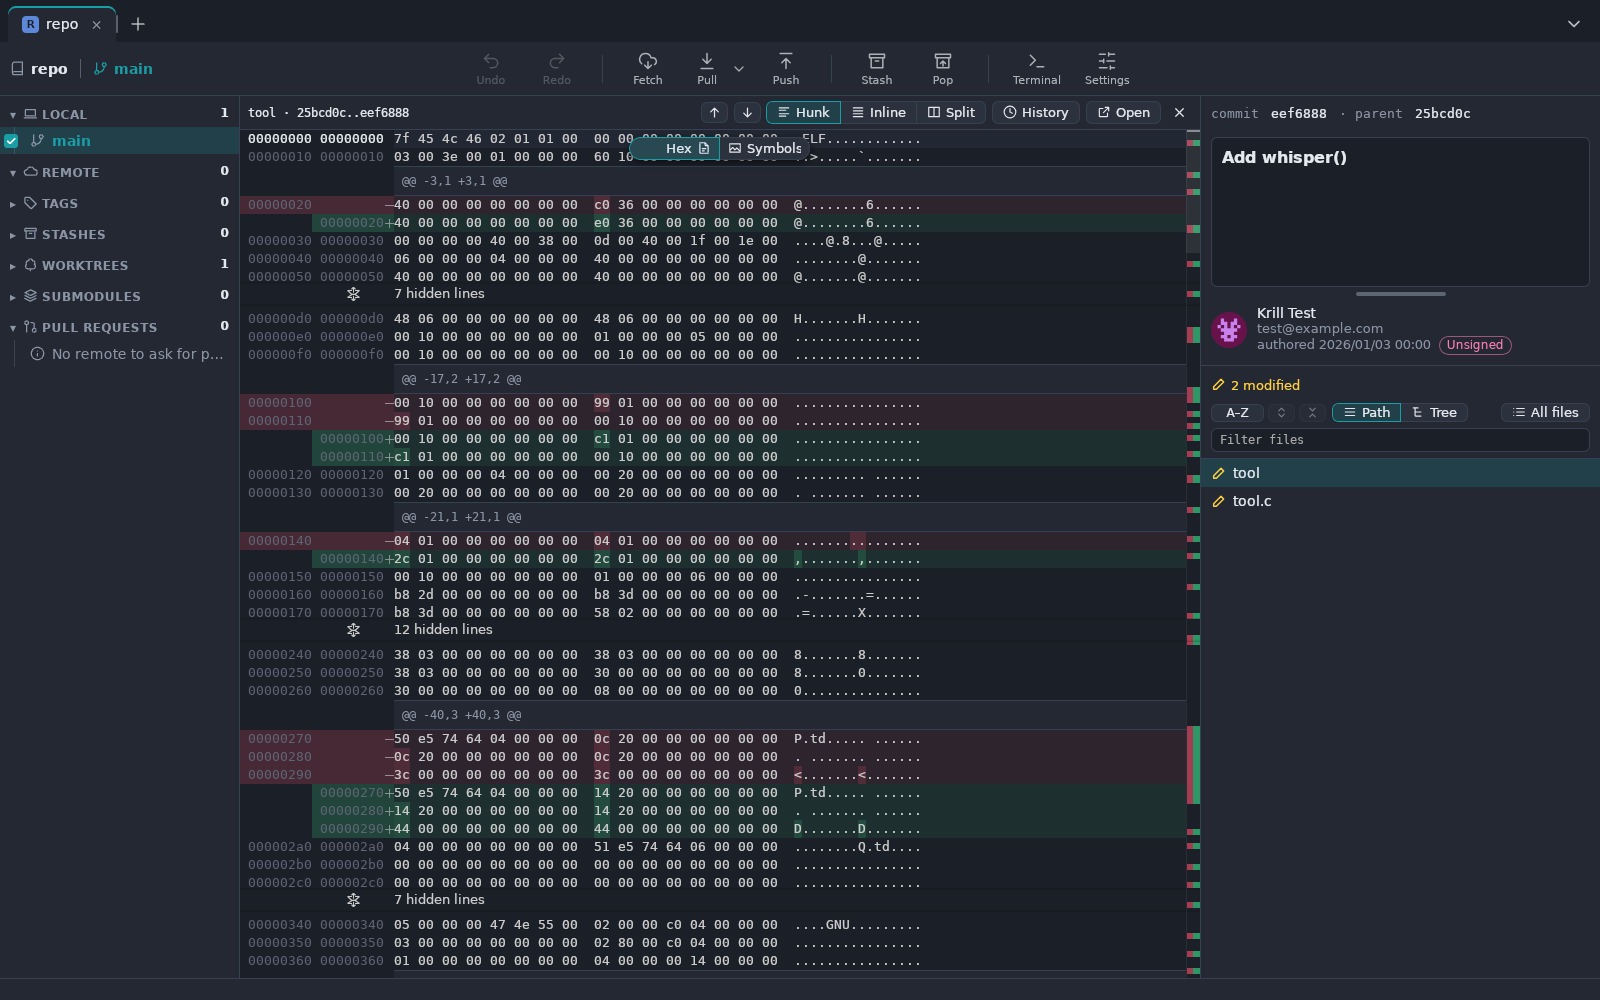 R repo
repo
main
Undo
Redo
Fetch
Pull
Push
Stash
Pop
Terminal
Settings
LOCAL 1
main
REMOTE 0
TAGS 0
STASHES 0
WORKTREES 1
SUBMODULES 0
PULL REQUESTS 0
No remote to ask for p…
tool · 25bcd0c..eef6888
Hunk
Inline
Split
History
Open
Hex
Symbols
00000000 00000000 7f 45 4c 46 02 01 01 00 00 00
00000010 00000010 03 00 3e 00 01 00 00 00 60 10
@@ -3,1 +3,1 @@
00000020 —40 00 00 00 00 00 00 00 c0 36 00 00 00 00 00 00 @........6......
00000020+40 00 00 00 00 00 00 00 e0 36 00 00 00 00 00 00 @........6......
00000030 00000030 00 00 00 00 40 00 38 00 0d 00 40 00 1f 00 1e 00 ....@.8...@.....
00000040 00000040 06 00 00 00 04 00 00 00 40 00 00 00 00 00 00 00 ........@.......
00000050 00000050 40 00 00 00 00 00 00 00 40 00 00 00 00 00 00 00 @.......@.......
7 hidden lines
000000d0 000000d0 48 06 00 00 00 00 00 00 48 06 00 00 00 00 00 00 H.......H.......
000000e0 000000e0 00 10 00 00 00 00 00 00 01 00 00 00 05 00 00 00 ................
000000f0 000000f0 00 10 00 00 00 00 00 00 00 10 00 00 00 00 00 00 ................
@@ -17,2 +17,2 @@
00000100 —00 10 00 00 00 00 00 00 99 01 00 00 00 00 00 00 ................
00000110 —99 01 00 00 00 00 00 00 00 10 00 00 00 00 00 00 ................
00000100+00 10 00 00 00 00 00 00 c1 01 00 00 00 00 00 00 ................
00000110+c1 01 00 00 00 00 00 00 00 10 00 00 00 00 00 00 ................
00000120 00000120 01 00 00 00 04 00 00 00 00 20 00 00 00 00 00 00 ......... ......
00000130 00000130 00 20 00 00 00 00 00 00 00 20 00 00 00 00 00 00 . ....... ......
@@ -21,1 +21,1 @@
00000140 —04 01 00 00 00 00 00 00 04 01 00 00 00 00 00 00 ................
00000140+2c 01 00 00 00 00 00 00 2c 01 00 00 00 00 00 00 ,.......,.......
00000150 00000150 00 10 00 00 00 00 00 00 01 00 00 00 06 00 00 00 ................
00000160 00000160 b8 2d 00 00 00 00 00 00 b8 3d 00 00 00 00 00 00 .-.......=......
00000170 00000170 b8 3d 00 00 00 00 00 00 58 02 00 00 00 00 00 00 .=......X.......
12 hidden lines
00000240 00000240 38 03 00 00 00 00 00 00 38 03 00 00 00 00 00 00 8.......8.......
00000250 00000250 38 03 00 00 00 00 00 00 30 00 00 00 00 00 00 00 8.......0.......
00000260 00000260 30 00 00 00 00 00 00 00 08 00 00 00 00 00 00 00 0...............
@@ -40,3 +40,3 @@
00000270 —50 e5 74 64 04 00 00 00 0c 20 00 00 00 00 00 00 P.td..... ......
00000280 —0c 20 00 00 00 00 00 00 0c 20 00 00 00 00 00 00 . ....... ......
00000290 —3c 00 00 00 00 00 00 00 3c 00 00 00 00 00 00 00 <.......<.......
00000270+50 e5 74 64 04 00 00 00 14 20 00 00 00 00 00 00 P.td..... ......
00000280+14 20 00 00 00 00 00 00 14 20 00 00 00 00 00 00 . ....... ......
00000290+44 00 00 00 00 00 00 00 44 00 00 00 00 00 00 00 D.......D.......
000002a0 000002a0 04 00 00 00 00 00 00 00 51 e5 74 64 06 00 00 00 ........Q.td....
000002b0 000002b0 00 00 00 00 00 00 00 00 00 00 00 00 00 00 00 00 ................
000002c0 000002c0 00 00 00 00 00 00 00 00 00 00 00 00 00 00 00 00 ................
7 hidden lines
00000340 00000340 05 00 00 00 47 4e 55 00 02 00 00 c0 04 00 00 00 ....GNU.........
00000350 00000350 03 00 00 00 00 00 00 00 02 80 00 c0 04 00 00 00 ................
00000360 00000360 01 00 00 00 00 00 00 00 04 00 00 00 14 00 00 00 ................
commit eef6888 · parent 25bcd0c
Add whisper()
Krill Test
test@example.com
authored 2026/01/03 00:00 Unsigned
2 modified
A-Z
Path
Tree
All files
Filter files
tool
tool.c